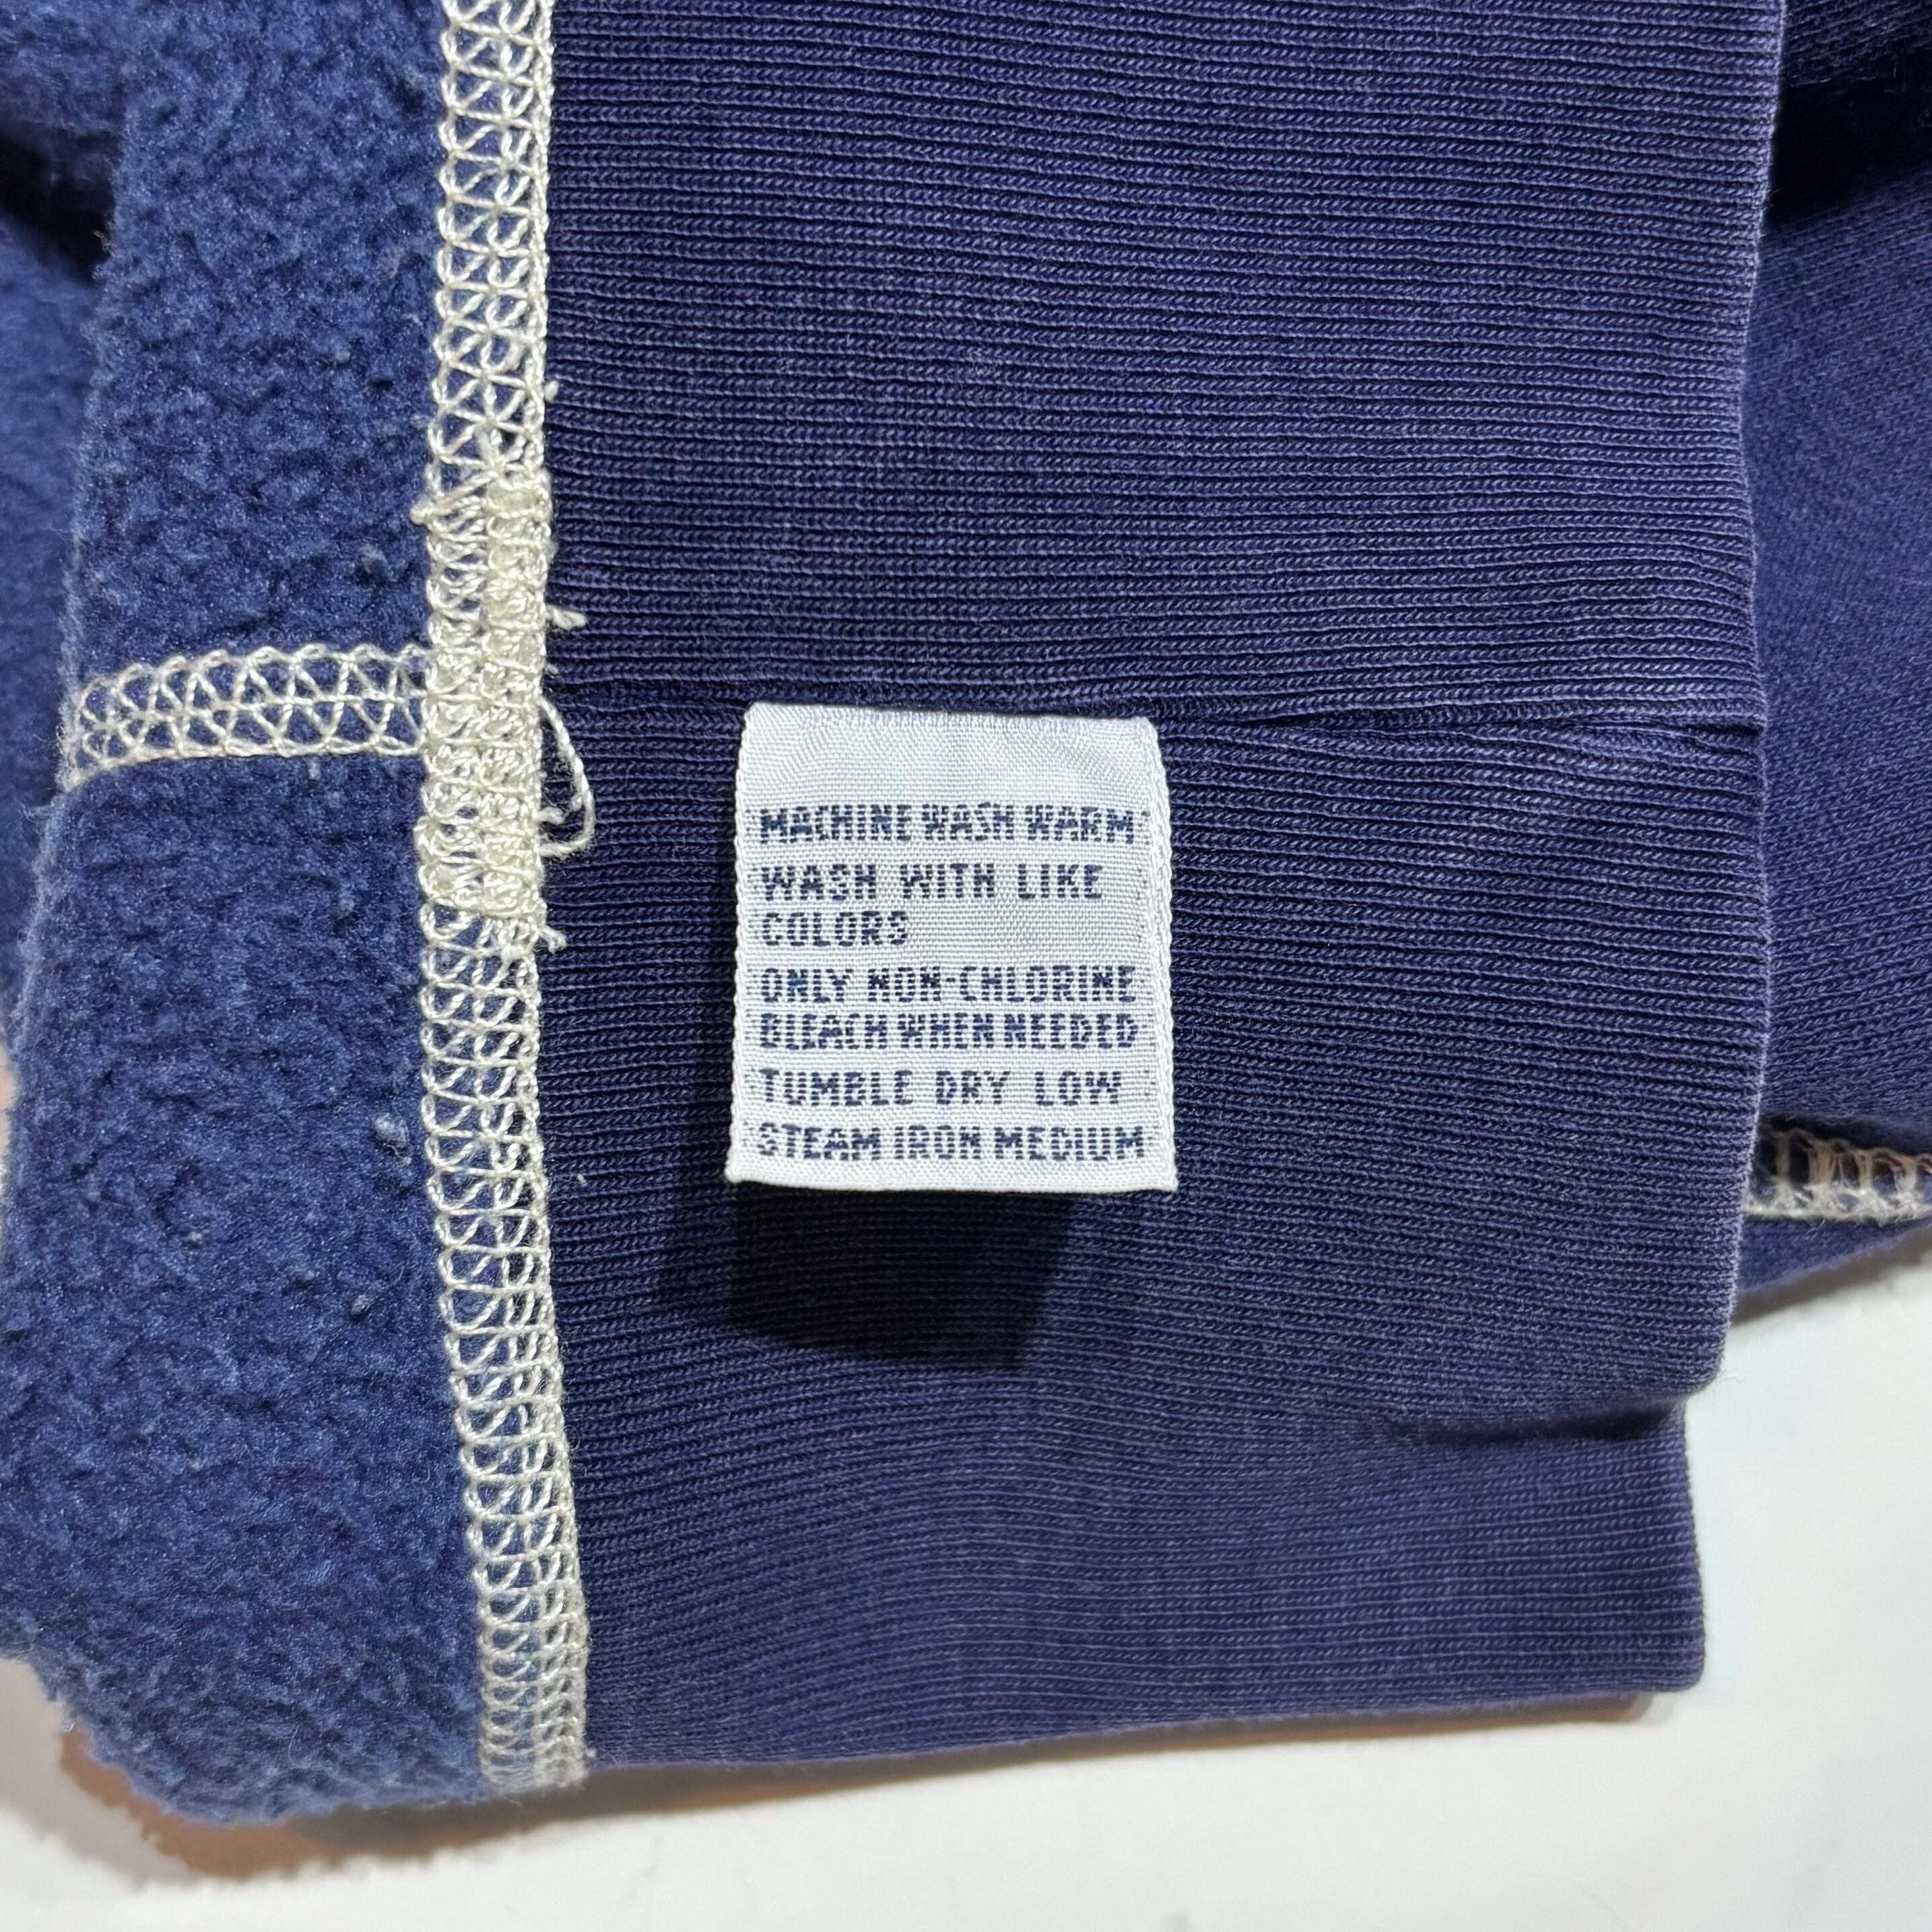 MACHINE WASH WARM
WASH WITH LIKE
COLORS
ONLY NON-CHLORINE
BLEACH WHEN NEEDED
TUMBLE DRY LOW
STEAM IRON MEDIUM